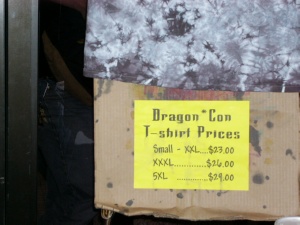 Dragon*Con
T-shirt Prices
Small - XXL...$23.00
XXXL.............$26.00
5XL .............$29.00